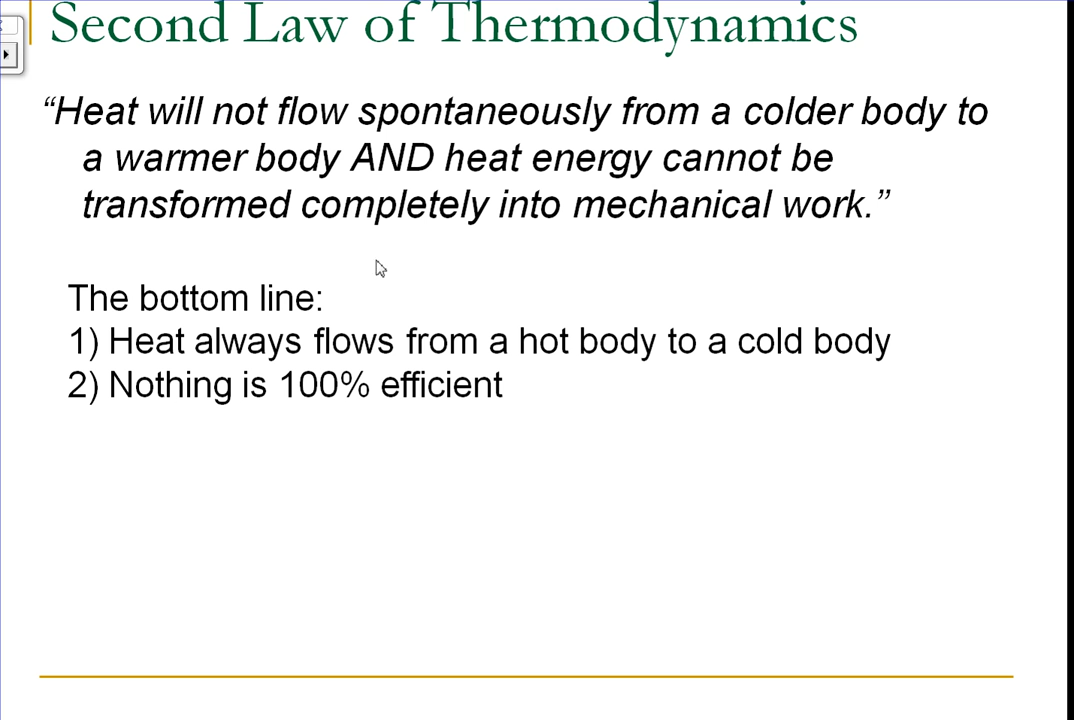 Second Law of Thermodynamics
“Heat will not flow spontaneously from a colder body to
a warmer body AND heat energy cannot be
transformed completely into mechanical work.”
The bottom line:
1) Heat always flows from a hot body to a cold body
2) Nothing is 100% efficient